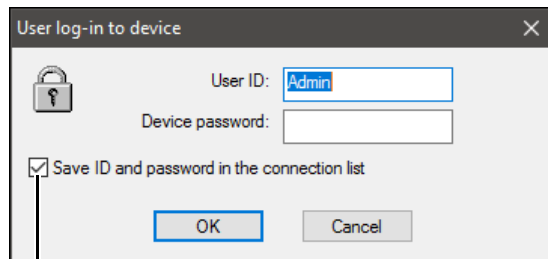 User log-in to device
User ID: Admin
Device password:
Save ID and password in the connection list
OK Cancel